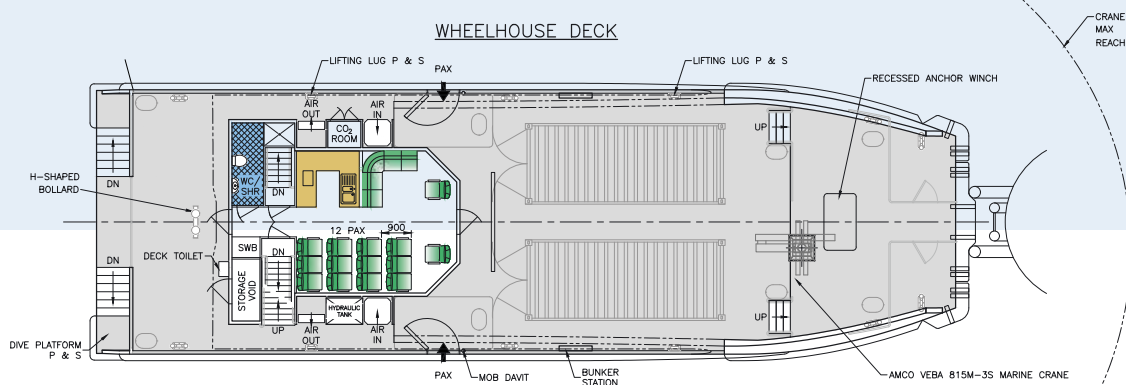 WHEELHOUSE DECK
CRANE
MAX
REACH
LIFTING LUG P & S
PAX
LIFTING LUG P & S
RECESSED ANCHOR WINCH
AIR
OUT
CO2
ROOM
AIR
IN
UP
H-SHAPED
BOLLARD
DN
WC/
SHR
DN
12 PAX
900
SWB
DN
DECK TOILET
DN
STORAGE
VOID
HYDRAULIC
TANK
UP
UP
AIR
OUT
AIR
IN
DIVE PLATFORM
P & S
PAX
MOB DAVIT
BUNKER
STATION
AMCO VEBA 815M-3S MARINE CRANE